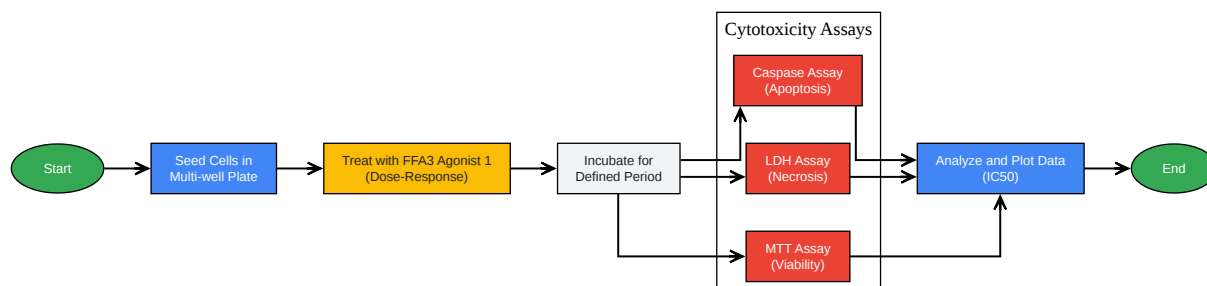 Cytotoxicity Assays
Caspase Assay
(Apoptosis)
Start
Seed Cells in
Multi-well Plate
Treat with FFA3 Agonist 1
(Dose-Response)
Incubate for
Defined Period
LDH Assay
(Necrosis)
Analyze and Plot Data
(IC50)
End
MTT Assay
(Viability)